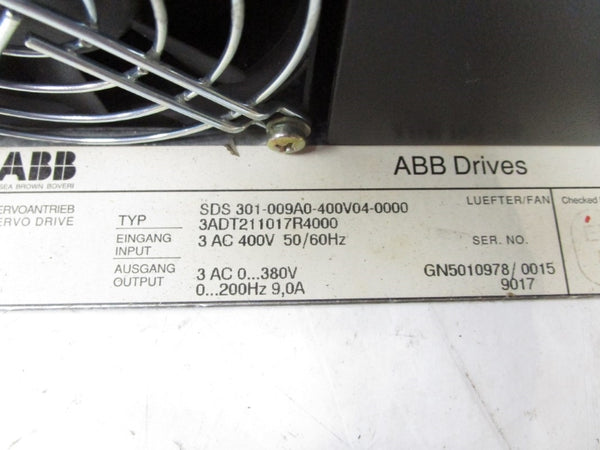 ABB
ABB Drives
SEA BROWN BOVERI
SDS 301-009A0-400V04-0000
LUEFTER/FAN
Checked
ERVOANTRIEB
ERVO DRIVE
TYP
3ADT211017R4000
EINGANG
INPUT
3 AC 400V 50/60Hz
SER. NO.
AUSGANG
OUTPUT
3 AC 0...380V
0...200Hz 9,0A
GN5010978/ 0015
9017